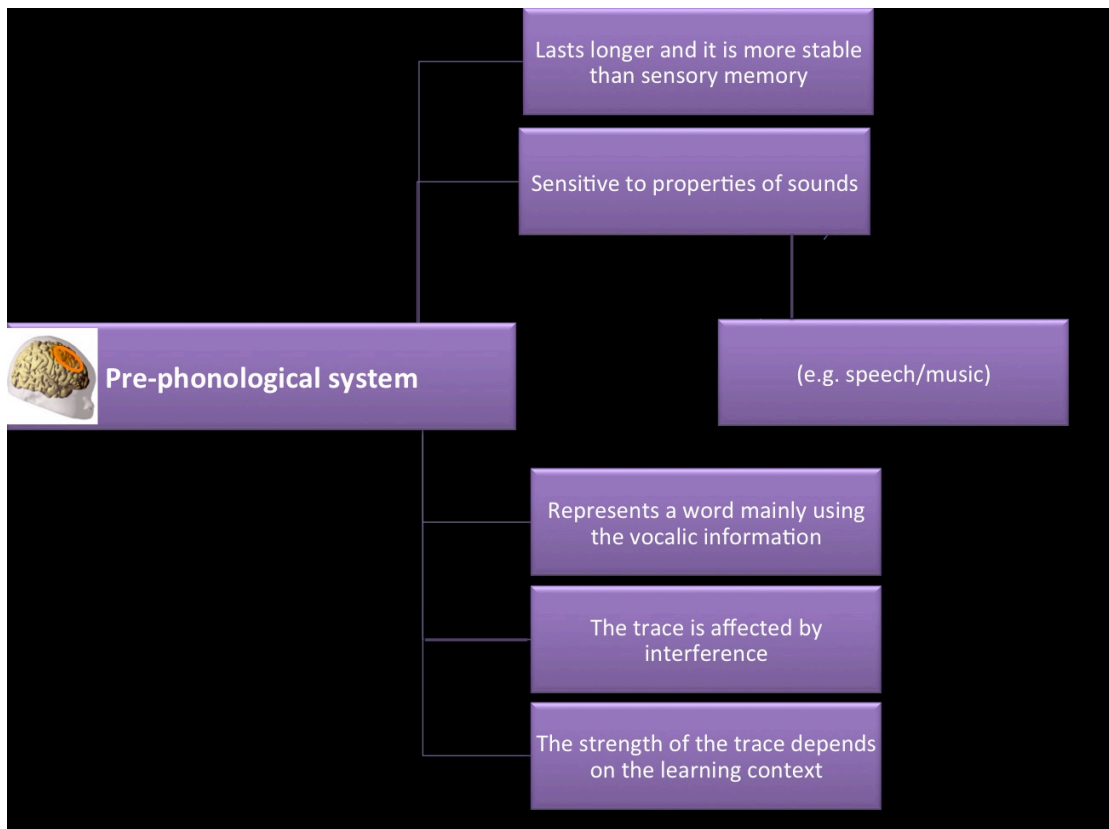 Lasts longer and it is more stable
than sensory memory
Sensitive to properties of sounds
Pre-phonological system
(e.g. speech/music)
Represents a word mainly using
the vocalic information
The trace is affected by
interference
The strength of the trace depends
on the learning context